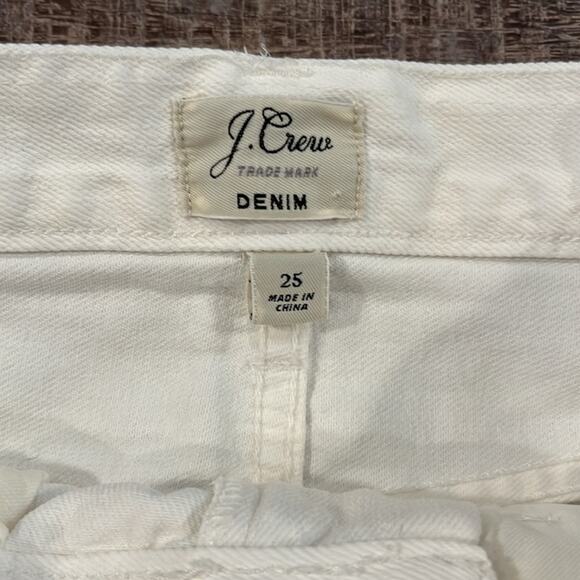 J.Crew
TRADE MARK
DENIM
25
MADE IN
CHINA